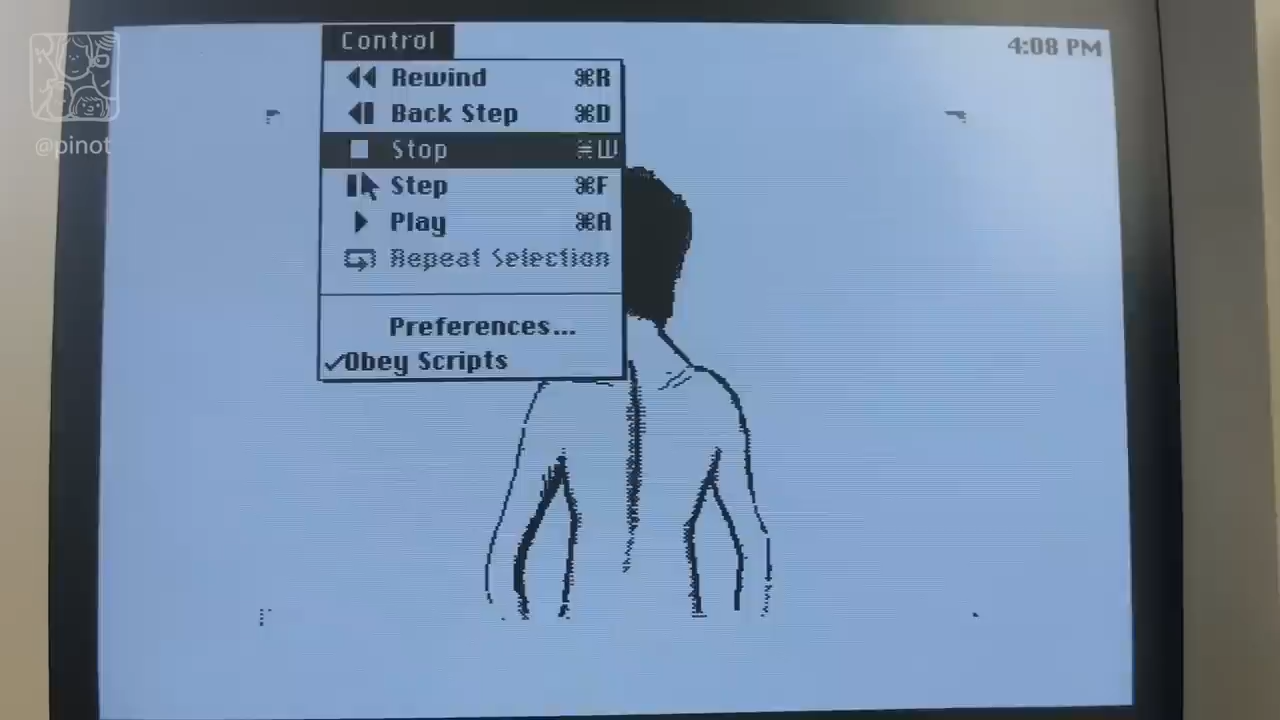 Control
4:08 PM
Rewind ⌘R
Back Step ⌘D
Stop ⌘W
Step ⌘F
Play ⌘A
Repeat Selection
Preferences...
✓Obey Scripts
@pinot